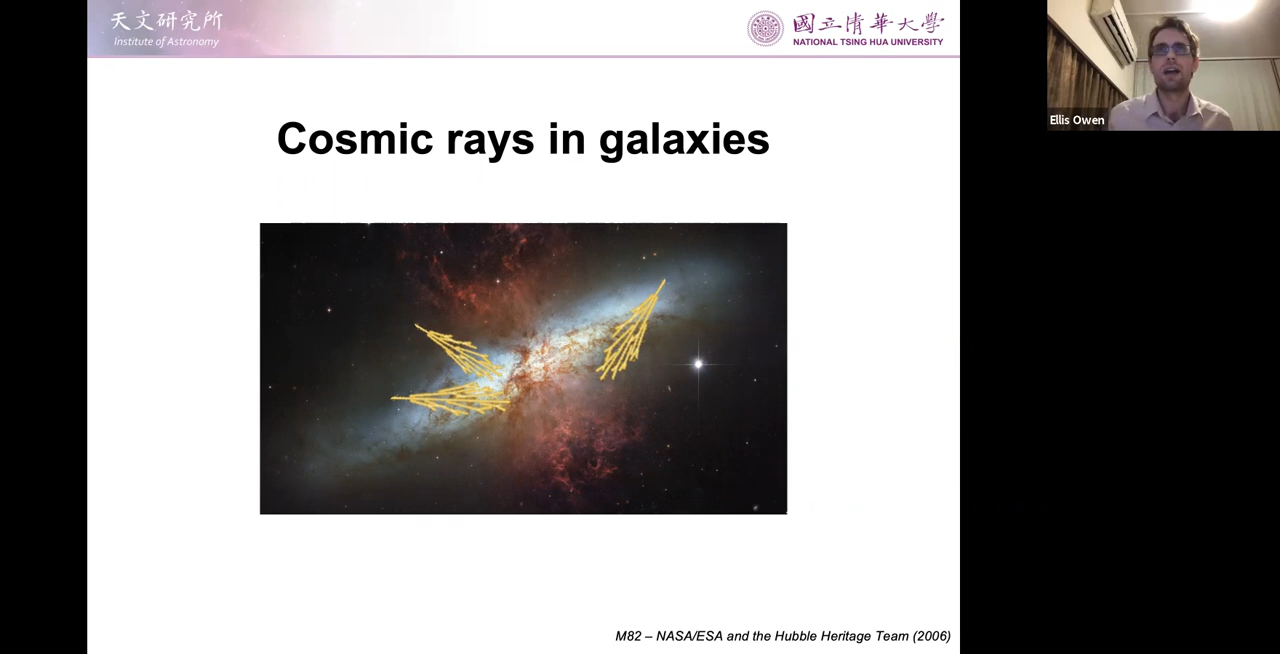 天文研究所
Institute of Astronomy
國立清華大學
NATIONAL TSING HUA UNIVERSITY
Ellis Owen
Cosmic rays in galaxies
M82 – NASA/ESA and the Hubble Heritage Team (2006)